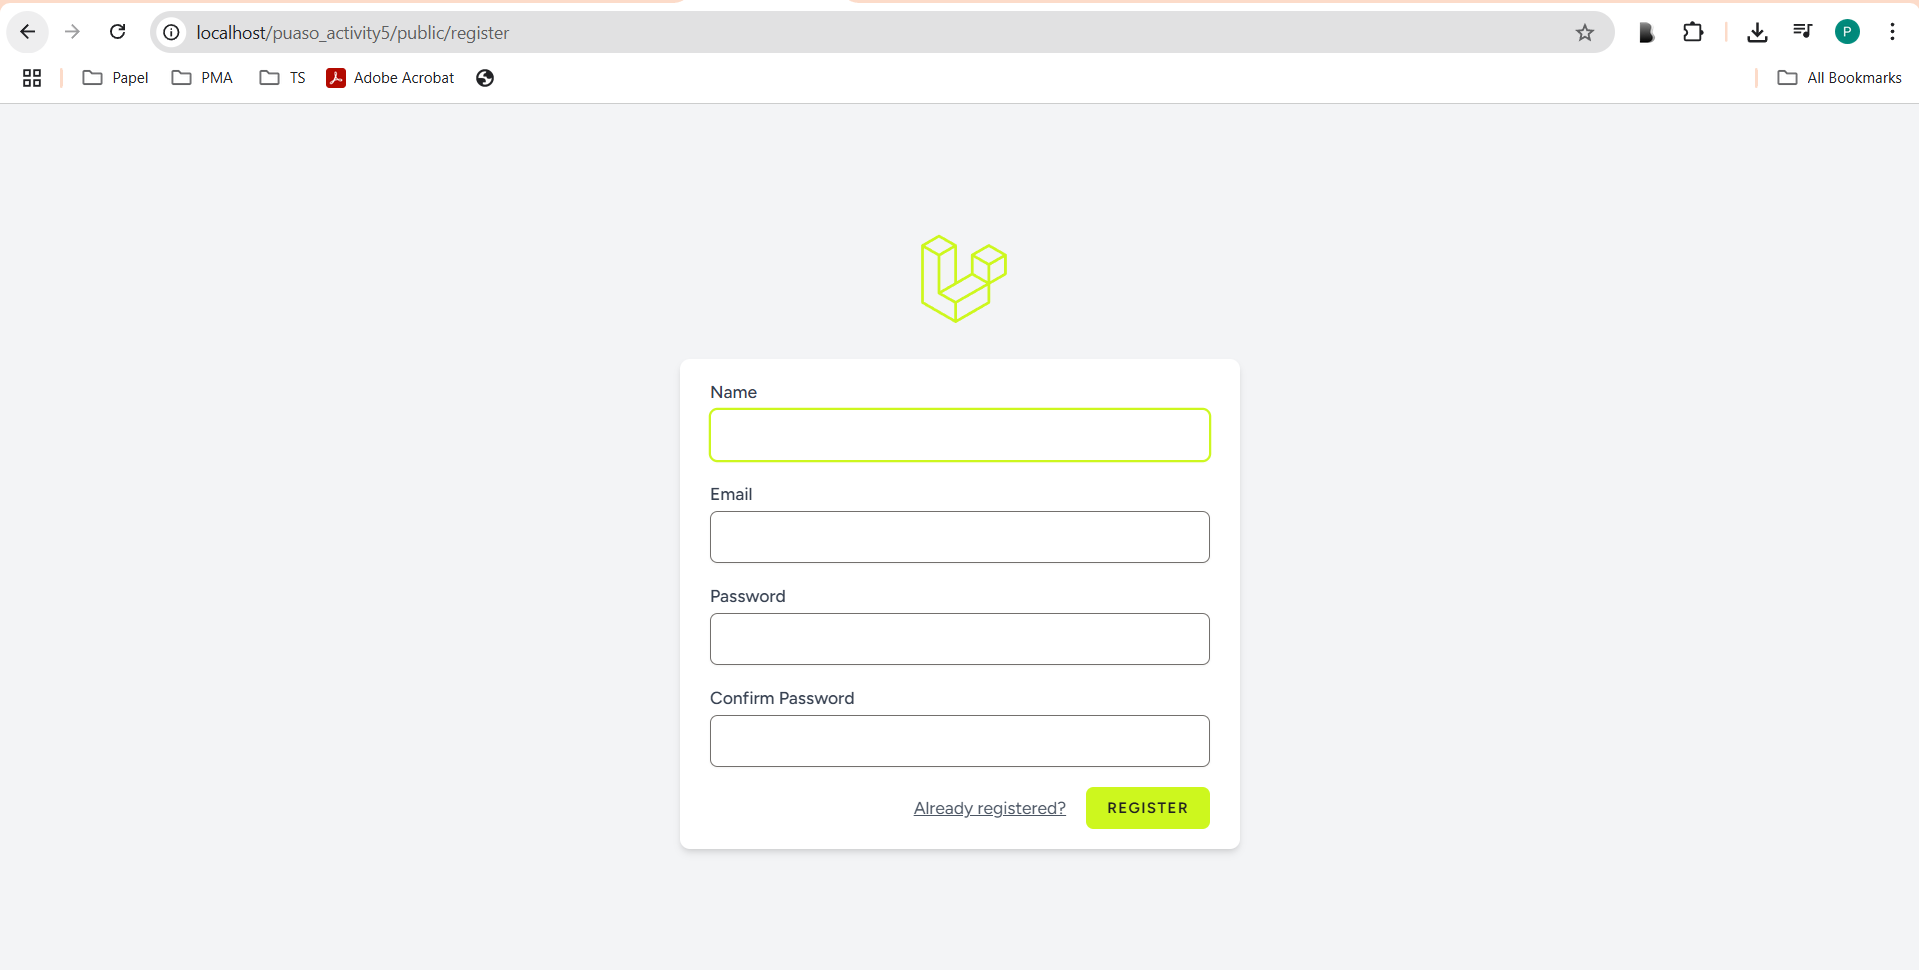 localhost/puaso_activity5/public/register
P
Papel
PMA
TS
Adobe Acrobat
All Bookmarks
Name
Email
Password
Confirm Password
Already registered?
REGISTER